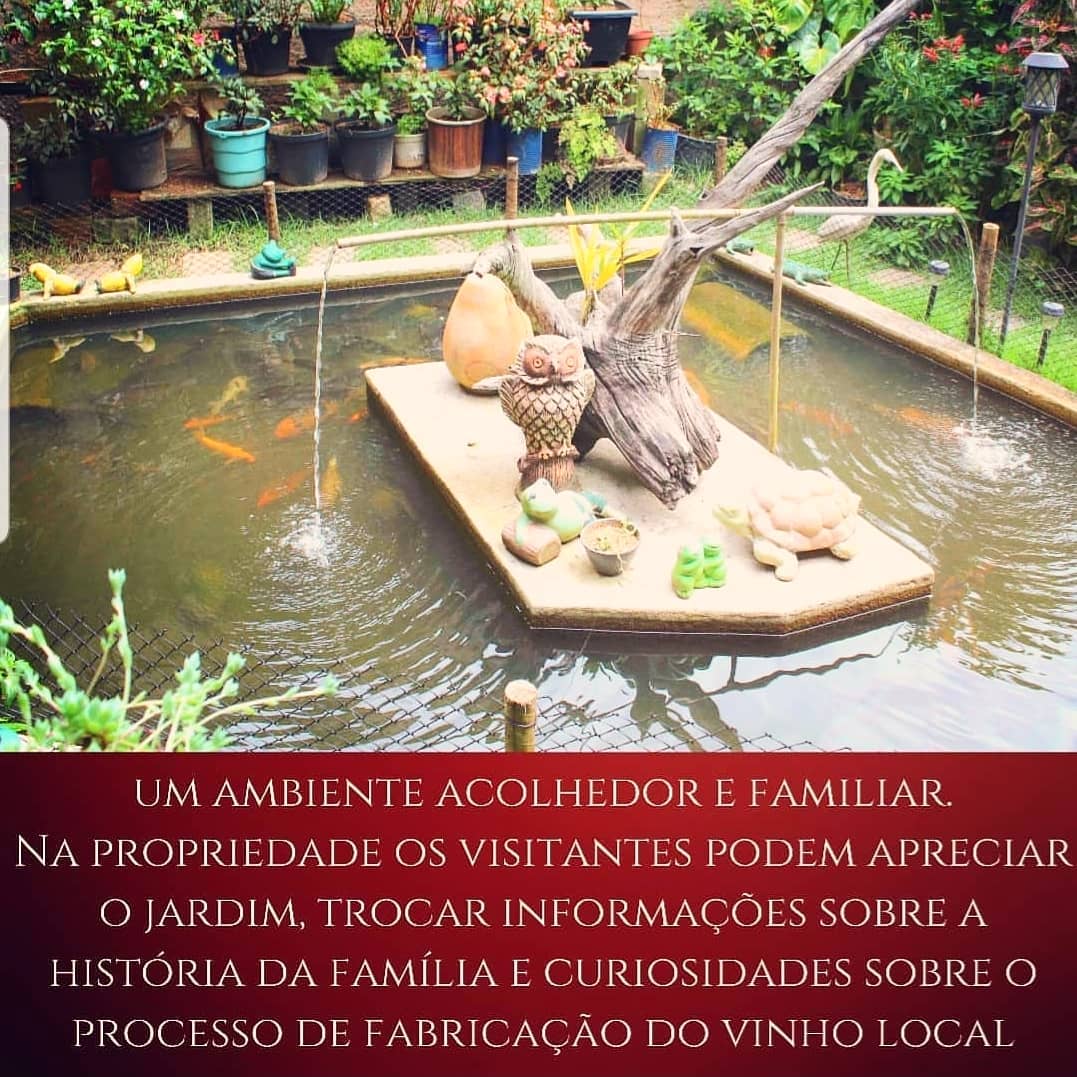 UM AMBIENTE ACOLHEDOR E FAMILIAR.
NA PROPRIEDADE OS VISITANTES PODEM APRECIAR
O JARDIM, TROCAR INFORMAÇÕES SOBRE A
HISTÓRIA DA FAMÍLIA E CURIOSIDADES SOBRE O
PROCESSO DE FABRICAÇÃO DO VINHO LOCAL